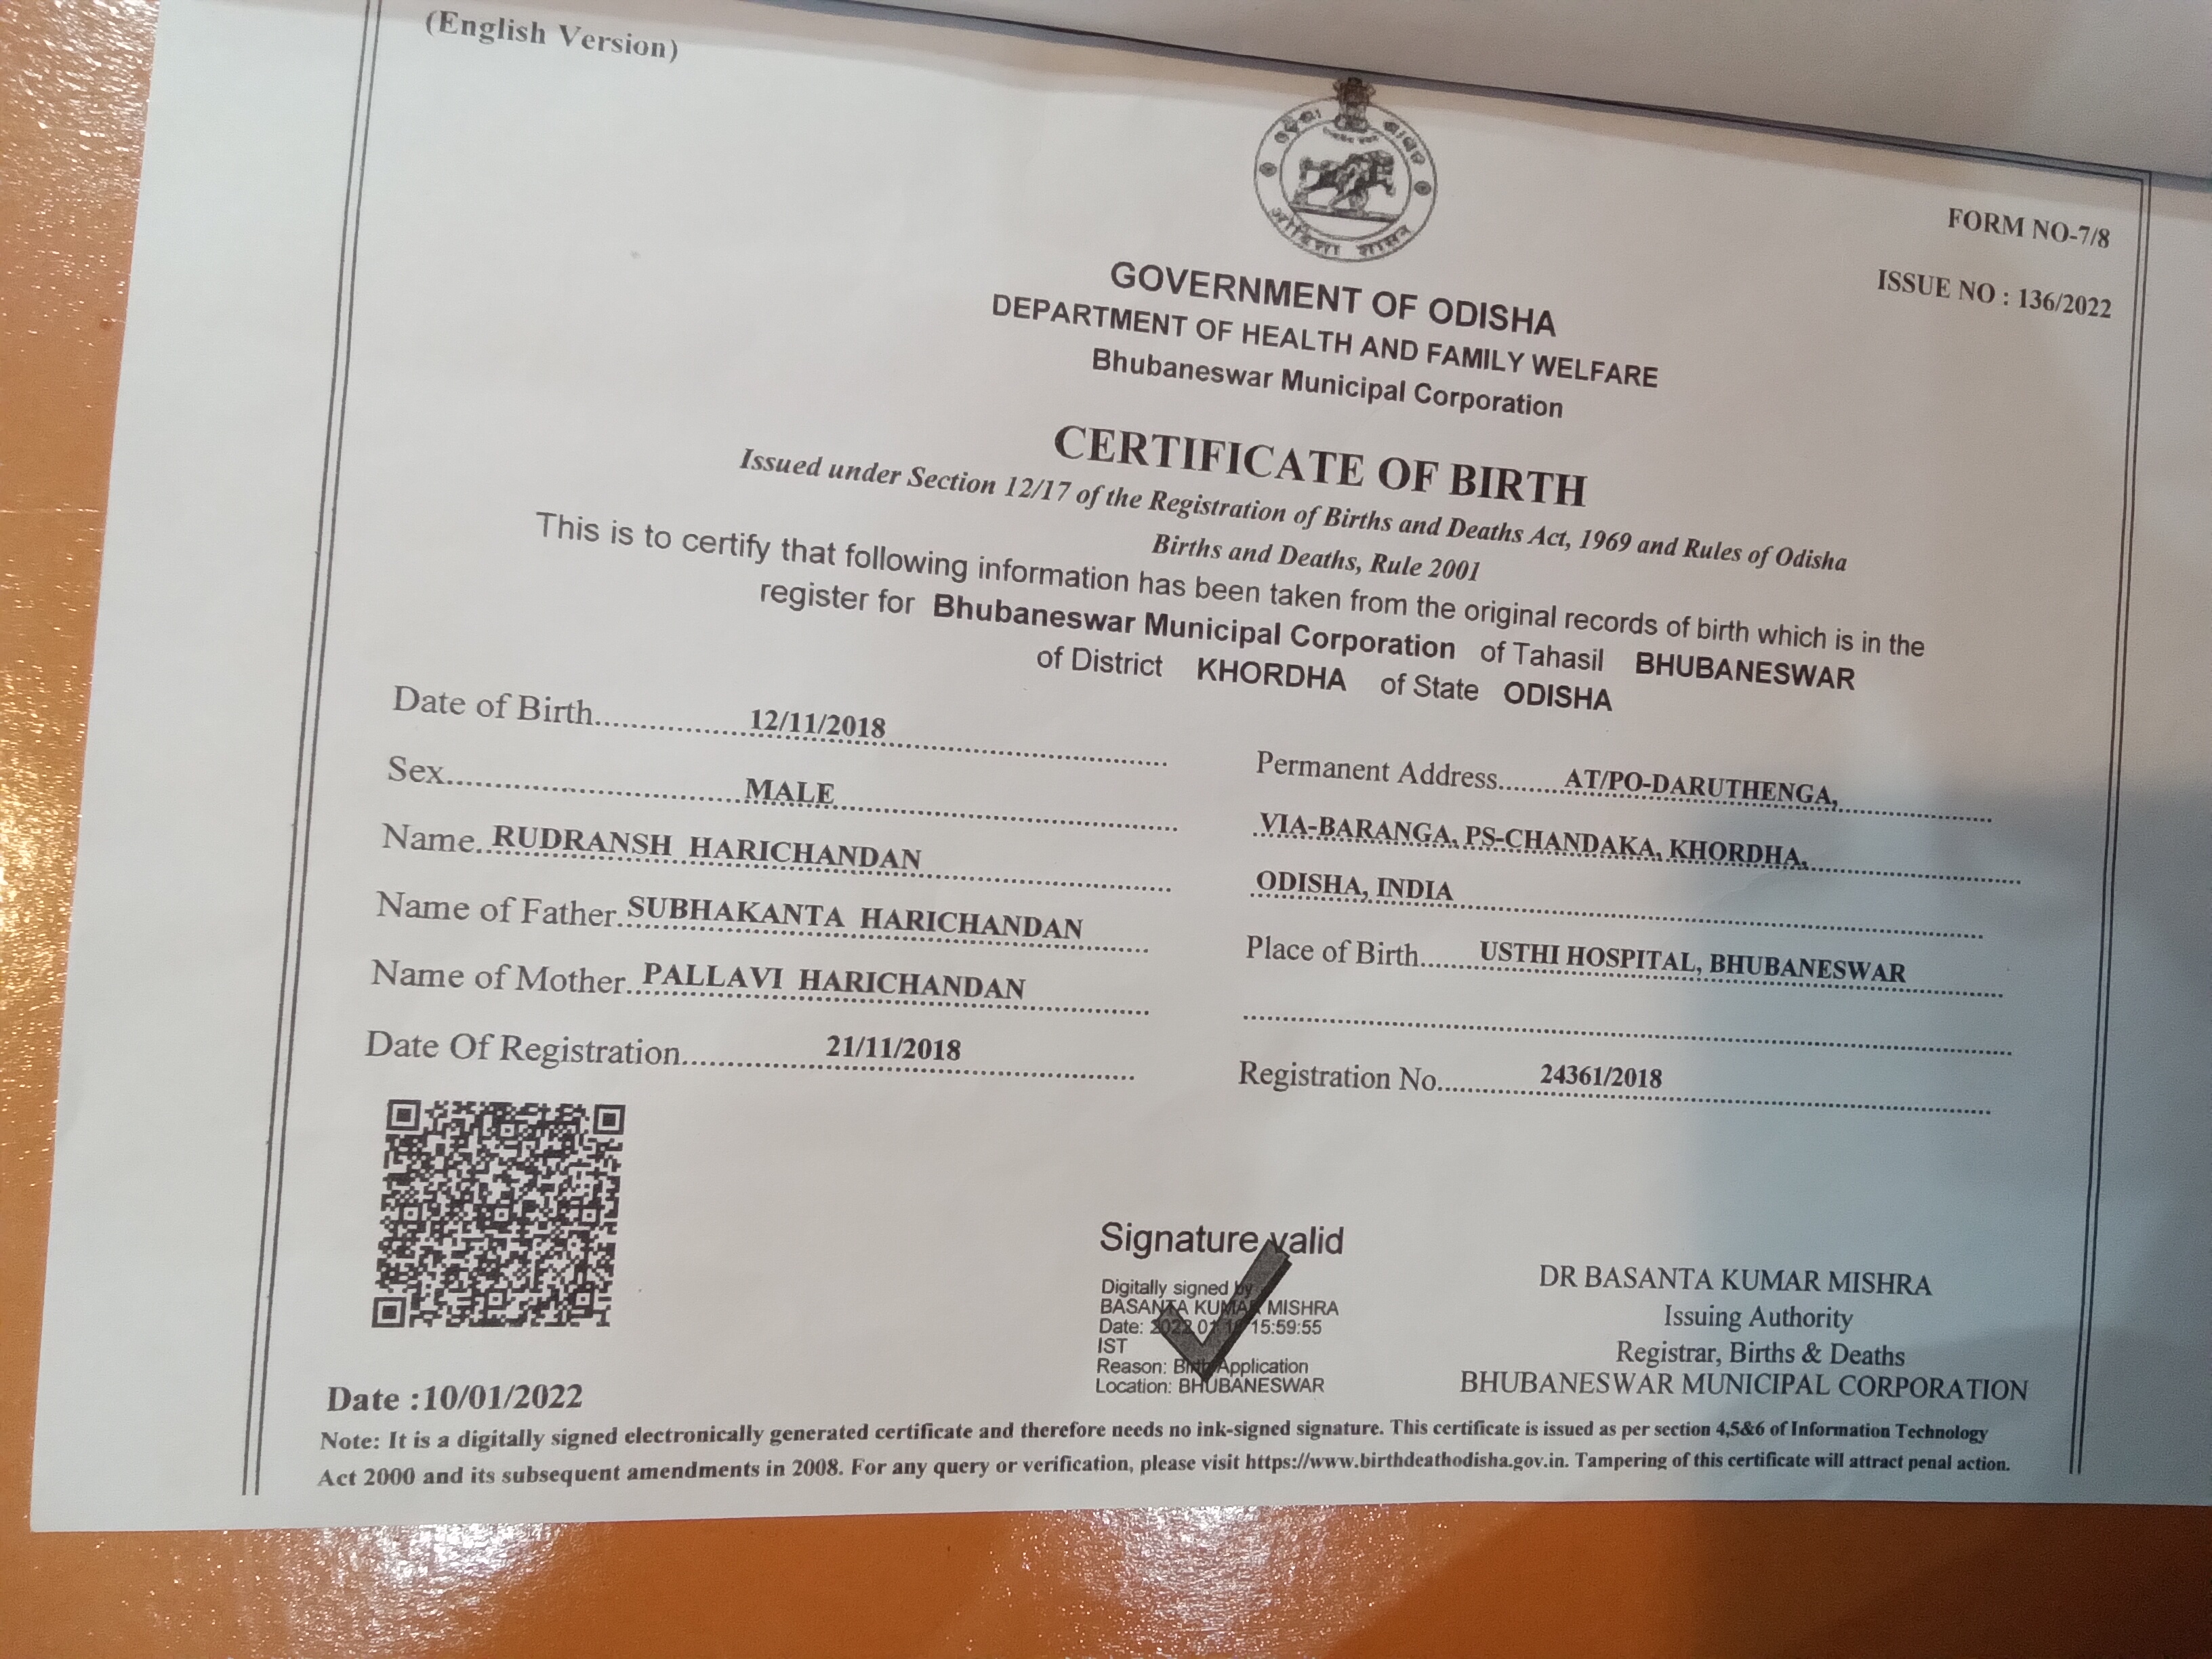 (English Version)
FORM NO-7/8
ISSUE NO : 136/2022
ଓଡ଼ିଶା ଶାସନ
ओडिशा शासन
GOVERNMENT OF ODISHA
DEPARTMENT OF HEALTH AND FAMILY WELFARE
Bhubaneswar Municipal Corporation
CERTIFICATE OF BIRTH
Issued under Section 12/17 of the Registration of Births and Deaths Act, 1969 and Rules of Odisha
Births and Deaths, Rule 2001
This is to certify that following information has been taken from the original records of birth which is in the
register for Bhubaneswar Municipal Corporation of Tahasil BHUBANESWAR
of District KHORDHA of State ODISHA
Date of Birth 12/11/2018
Sex MALE
Name RUDRANSH HARICHANDAN
Name of Father SUBHAKANTA HARICHANDAN
Name of Mother PALLAVI HARICHANDAN
Date Of Registration 21/11/2018
Permanent Address AT/PO-DARUTHENGA,
VIA-BARANGA, PS-CHANDAKA, KHORDHA,
ODISHA, INDIA
Place of Birth USTHI HOSPITAL, BHUBANESWAR
Registration No 24361/2018
Signature valid
Digitally signed by
BASANTA KUMAR MISHRA
Date: 2022.01 15:59:55
IST
Reason: Birth Application
Location: BHUBANESWAR
DR BASANTA KUMAR MISHRA
Issuing Authority
Registrar, Births & Deaths
BHUBANESWAR MUNICIPAL CORPORATION
Date :10/01/2022
Note: It is a digitally signed electronically generated certificate and therefore needs no ink-signed signature. This certificate is issued as per section 4,5&6 of Information Technology
Act 2000 and its subsequent amendments in 2008. For any query or verification, please visit https://www.birthdeathodisha.gov.in. Tampering of this certificate will attract penal action.